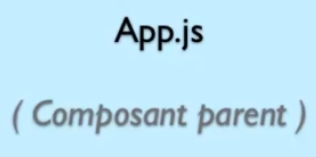 App.js
( Composant parent )